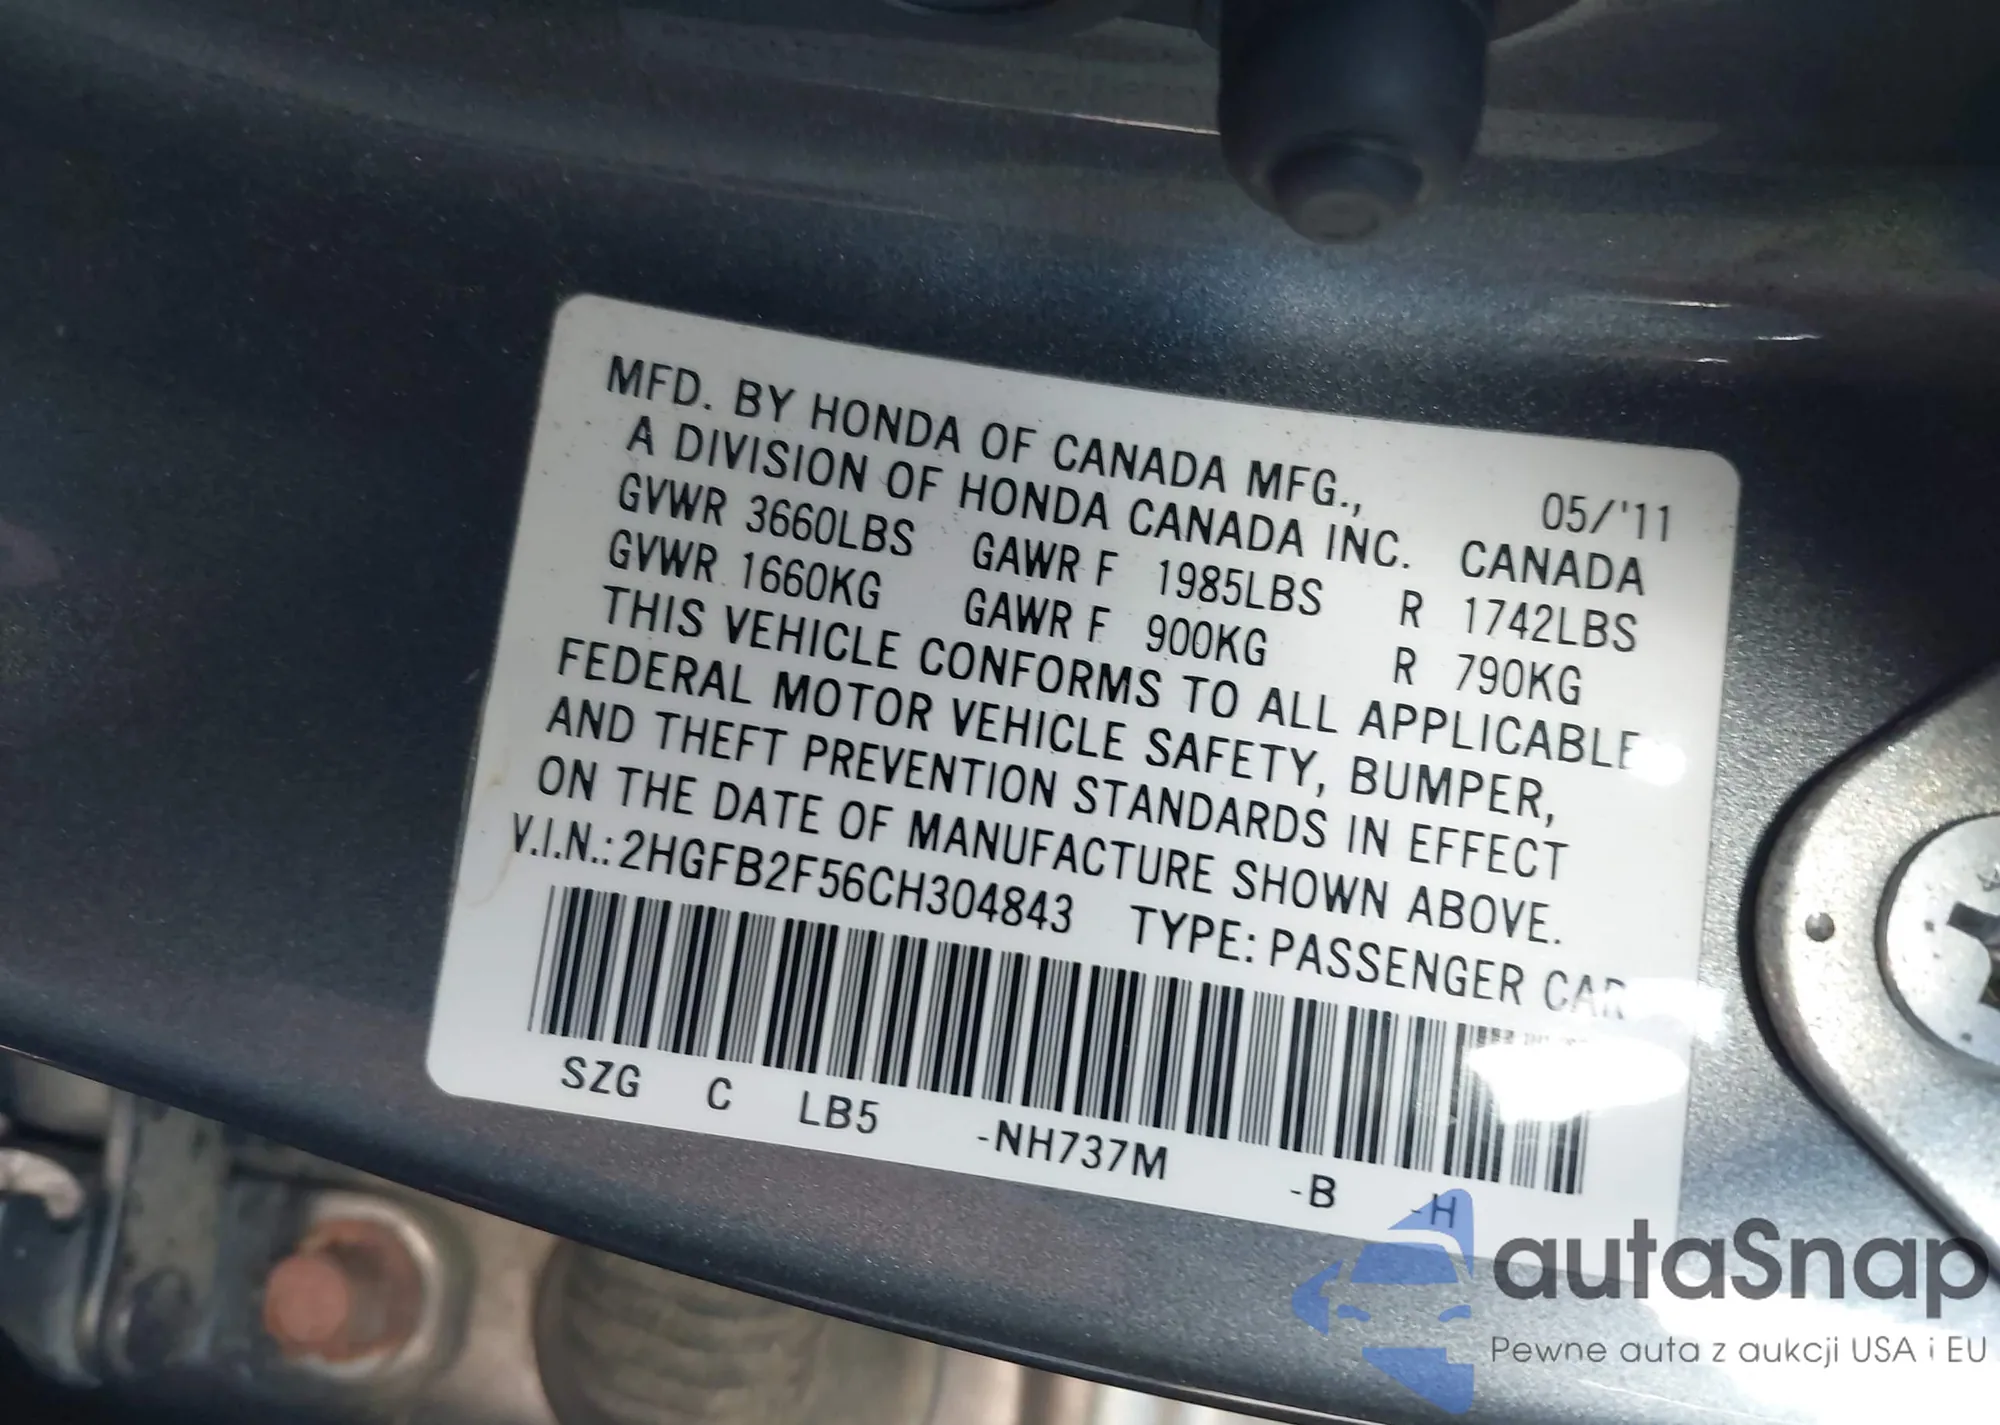 MFD. BY HONDA OF CANADA MFG.,
A DIVISION OF HONDA CANADA INC. 05/'11
GVWR 3660LBS GAWR F 1985LBS CANADA
GVWR 1660KG GAWR F 900KG R 1742LBS
R 790KG
THIS VEHICLE CONFORMS TO ALL APPLICABLE
FEDERAL MOTOR VEHICLE SAFETY, BUMPER,
AND THEFT PREVENTION STANDARDS IN EFFECT
ON THE DATE OF MANUFACTURE SHOWN ABOVE.
V.I.N.: 2HGFB2F56CH304843 TYPE: PASSENGER CAR
SZG C LB5 -NH737M -B -H
autaSnap
Pewne auta z aukcji USA i EU